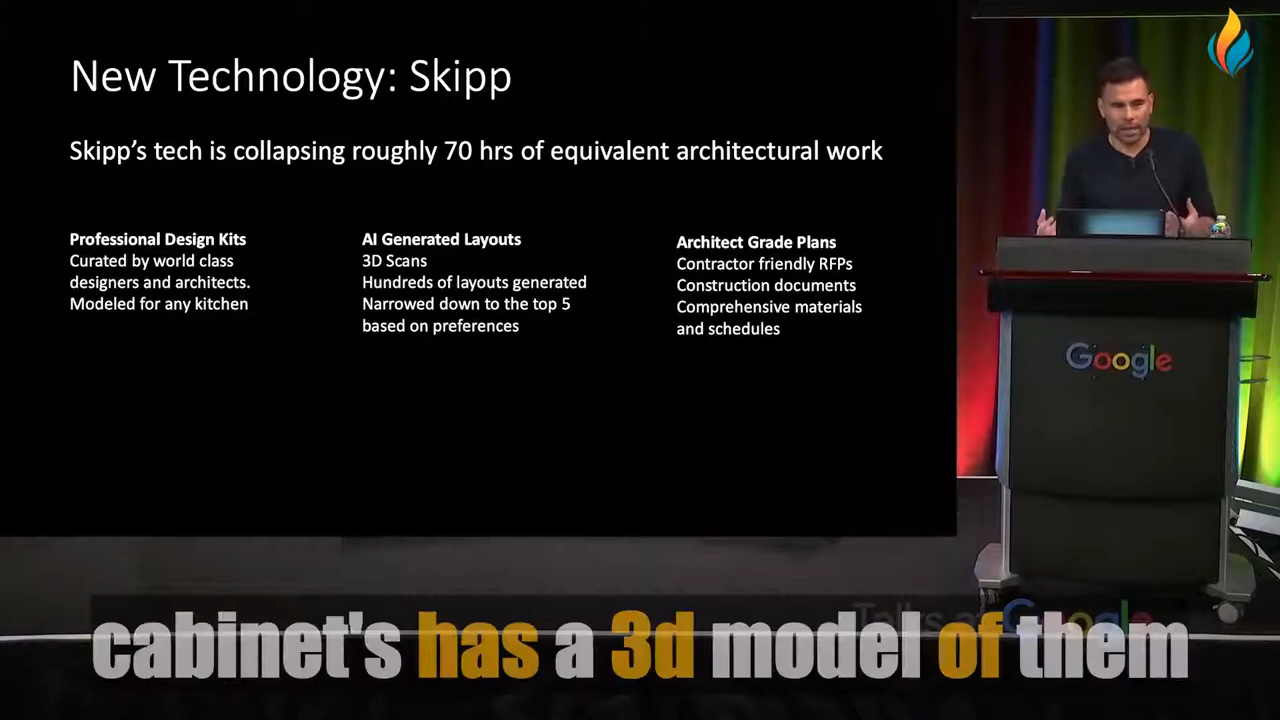 New Technology: Skipp
Skipp's tech is collapsing roughly 70 hrs of equivalent architectural work
Professional Design Kits
Curated by world class
designers and architects.
Modeled for any kitchen
AI Generated Layouts
3D Scans
Hundreds of layouts generated
Narrowed down to the top 5
based on preferences
Architect Grade Plans
Contractor friendly RFPs
Construction documents
Comprehensive materials
and schedules
Google
Talks at Google
cabinet's has a 3d model of them